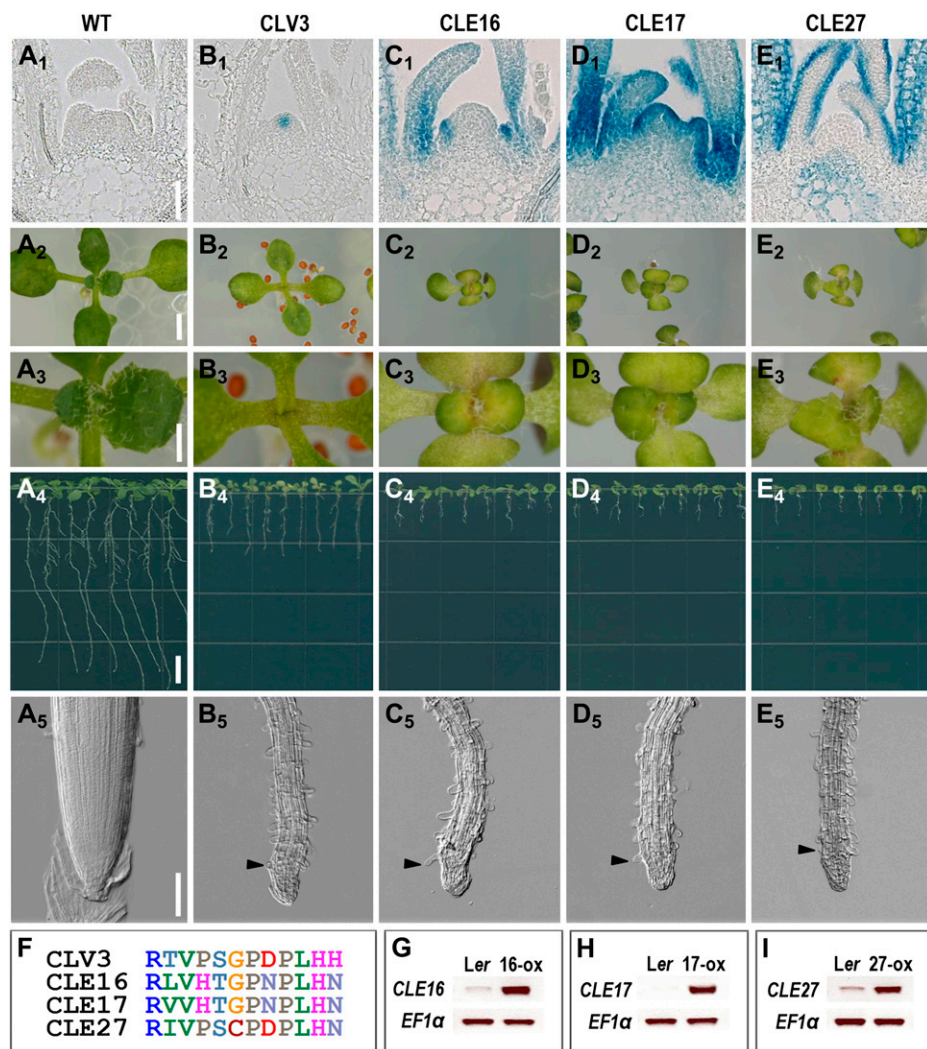 WT CLV3 CLE16 CLE17 CLE27
A1 B1 C1 D1 E1
A2 B2 C2 D2 E2
A3 B3 C3 D3 E3
A4 B4 C4 D4 E4
A5 B5 C5 D5 E5
F
CLV3 RTVPSGPDPLHH
CLE16 RLVHTGPNPLHN
CLE17 RVVHTGPNPLHN
CLE27 RIVPSCPDPLHN
G
Ler 16-ox
CLE16
EF1α
H
Ler 17-ox
CLE17
EF1α
I
Ler 27-ox
CLE27
EF1α